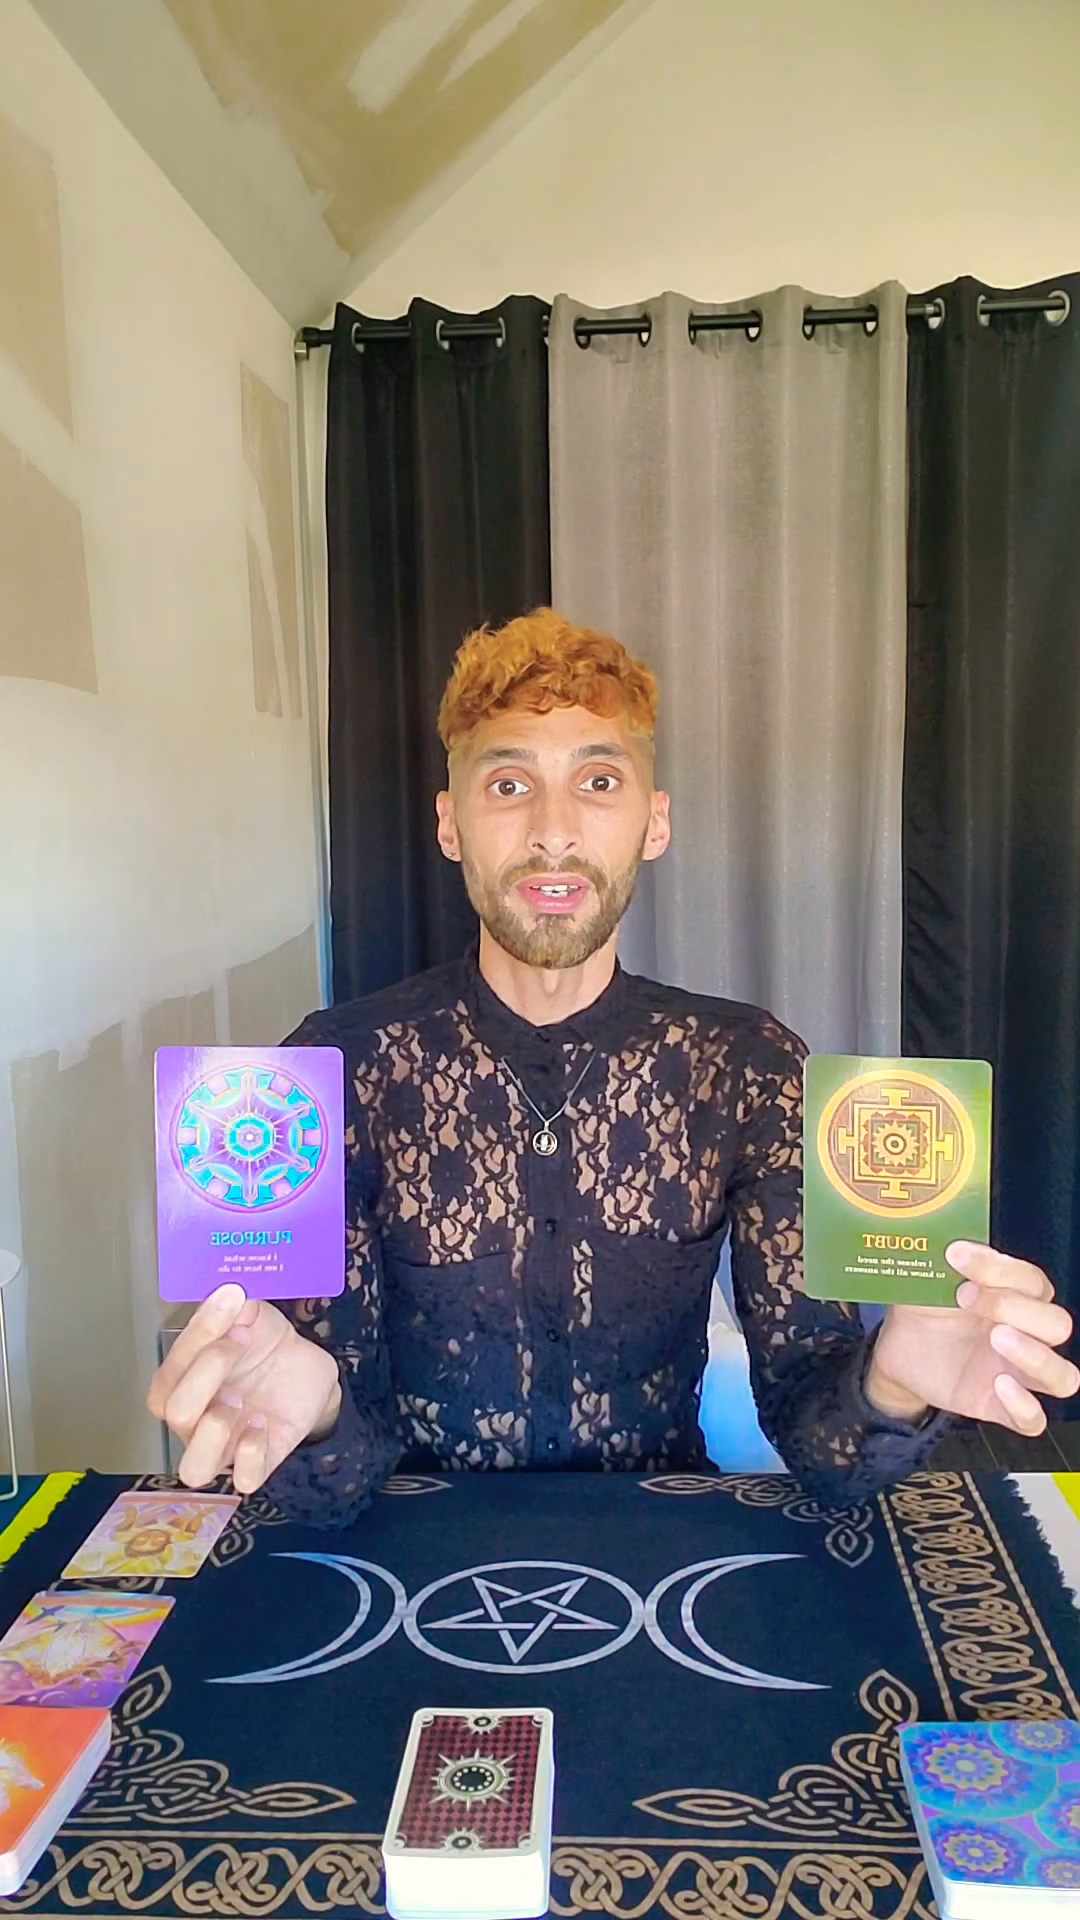 PURPOSE
I know what
I am here to do
DOUBT
I release the need
to know all the answers